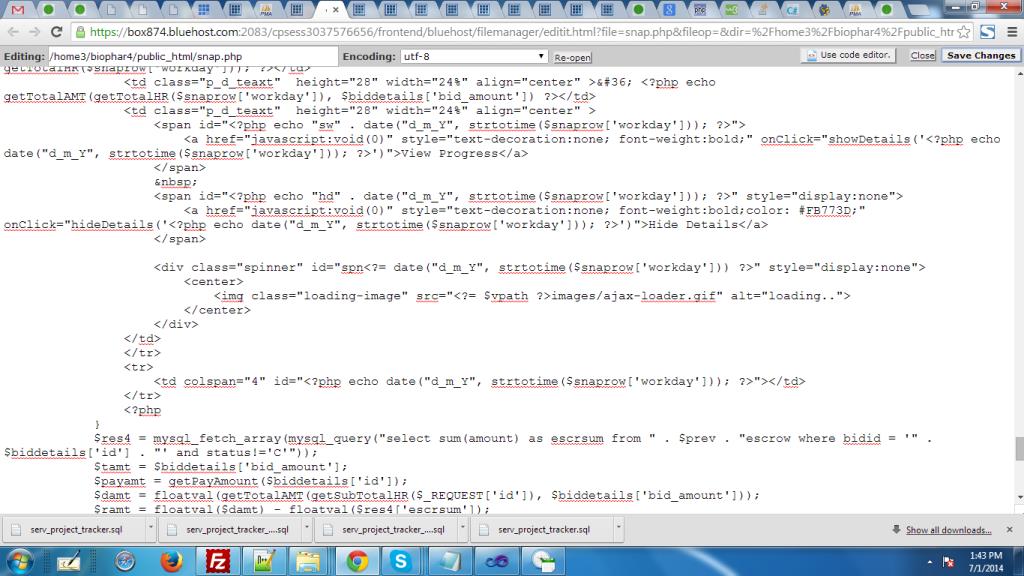 https://box874.bluehost.com:2083/cpsess3037576656/frontend/bluehost/filemanager/editit.html?file=snap.php&fileop=&dir=%2Fhome3%2Fbiophar4%2Fpublic_htr
Editing: /home3/biophar4/public_html/snap.php Encoding: utf-8 Re-open Use code editor. Close Save Changes
getTotalHR($snaprow['workday']); ?></td>
<td class="p_d_teaxt"  height="28" width="24%" align="center" >&#36; <?php echo
getTotalAMT(getTotalHR($snaprow['workday']), $biddetails['bid_amount']) ?></td>
<td class="p_d_teaxt"  height="28" width="24%" align="center" >
<span id="<?php echo "sw" . date("d_m_Y", strtotime($snaprow['workday'])); ?>">
<a href="javascript:void(0)" style="text-decoration:none; font-weight:bold;" onClick="showDetails('<?php echo
date("d_m_Y", strtotime($snaprow['workday'])); ?>')">View Progress</a>
</span>
&nbsp;
<span id="<?php echo "hd" . date("d_m_Y", strtotime($snaprow['workday'])); ?>" style="display:none">
<a href="javascript:void(0)" style="text-decoration:none; font-weight:bold;color: #FB773D;"
onClick="hideDetails('<?php echo date("d_m_Y", strtotime($snaprow['workday'])); ?>')">Hide Details</a>
</span>
<div class="spinner" id="spn<?= date("d_m_Y", strtotime($snaprow['workday'])) ?>" style="display:none">
<center>
<img class="loading-image" src="<?= $vpath ?>images/ajax-loader.gif" alt="loading..">
</center>
</div>
</td>
</tr>
<tr>
<td colspan="4" id="<?php echo date("d_m_Y", strtotime($snaprow['workday'])); ?>"></td>
</tr>
<?php
}
$res4 = mysql_fetch_array(mysql_query("select sum(amount) as escrsum from " . $prev . "escrow where bidid = '" .
$biddetails['id'] . "' and status!='C'"));
$tamt = $biddetails['bid_amount'];
$payamt = getPayAmount($biddetails['id']);
$damt = floatval(getTotalAMT(getSubTotalHR($_REQUEST['id']), $biddetails['bid_amount']));
$ramt = floatval($damt) - floatval($res4['escrsum']);
serv_project_tracker.sql serv_project_tracker_....sql serv_project_tracker_....sql serv_project_tracker.sql Show all downloads...
1:43 PM
7/1/2014